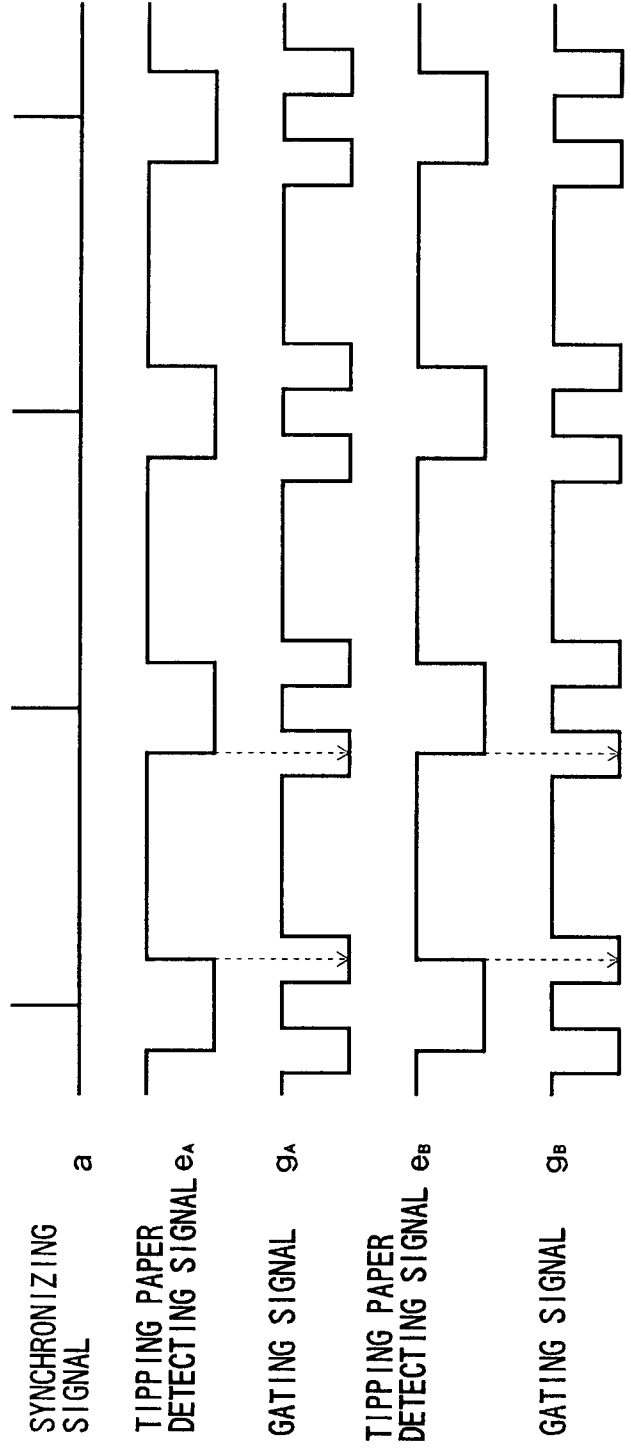 SYNCHRONIZING
SIGNAL a
TIPPING PAPER
DETECTING SIGNAL eA
GATING SIGNAL gA
TIPPING PAPER
DETECTING SIGNAL eB
GATING SIGNAL gB